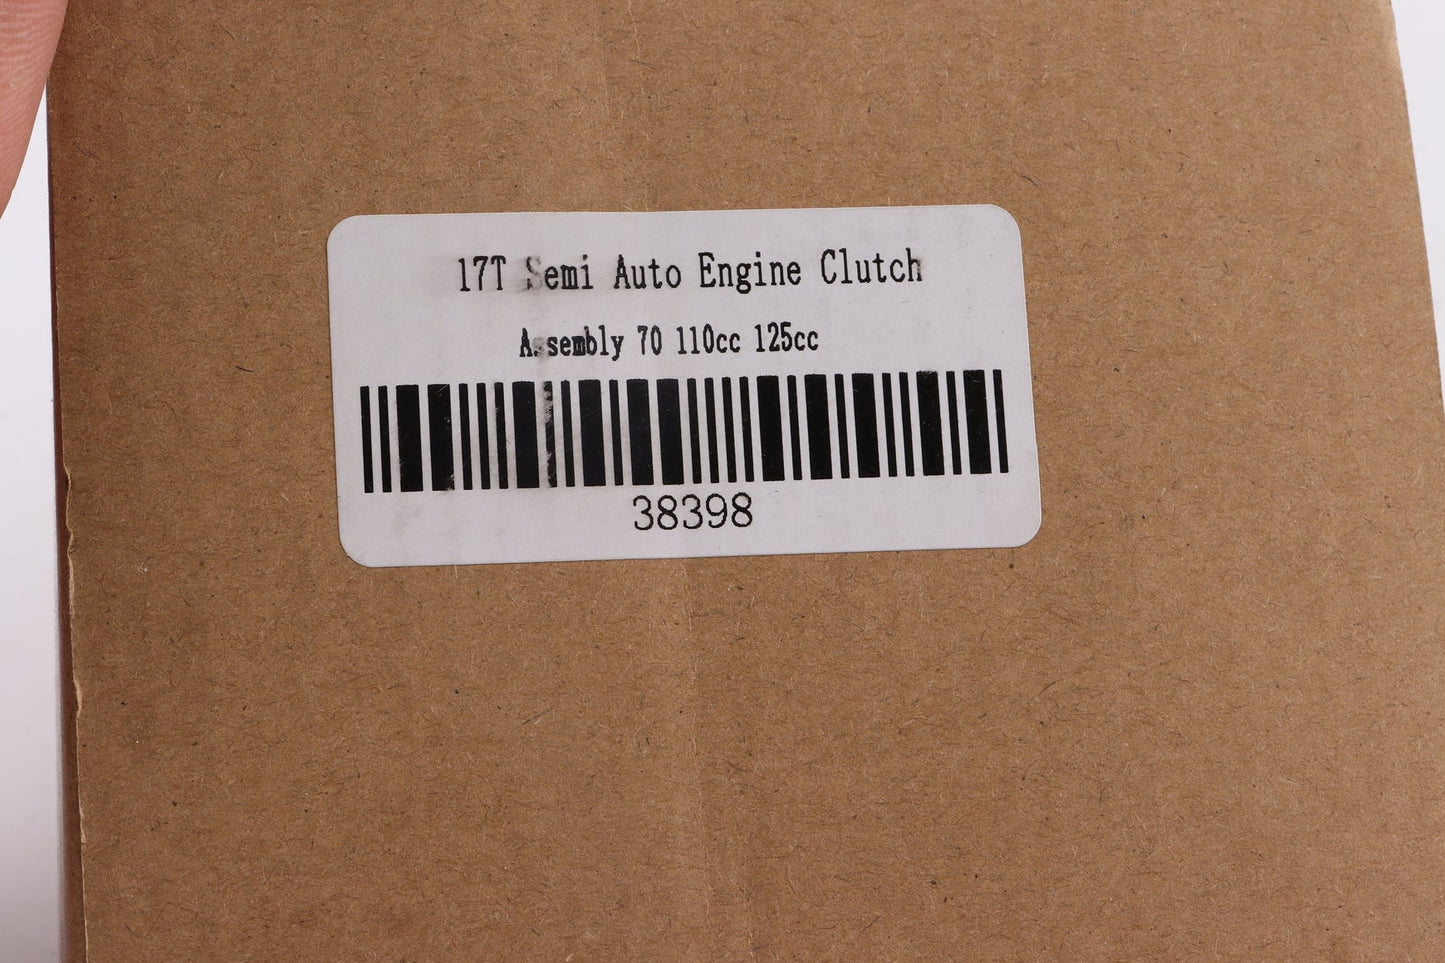 17T Semi Auto Engine Clutch
Assembly 70 110cc 125cc
38398